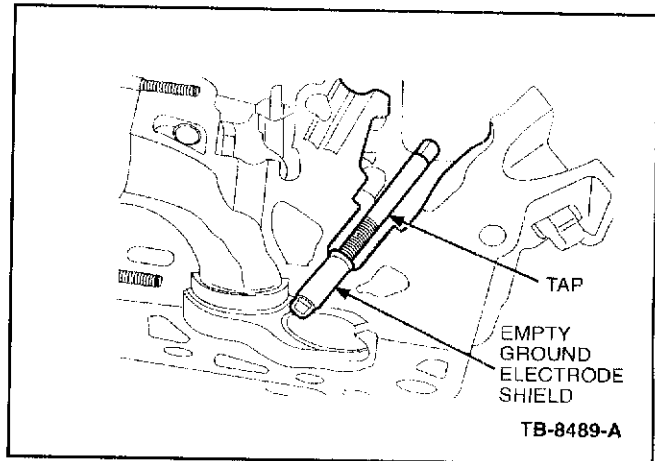 TAP
EMPTY
GROUND
ELECTRODE
SHIELD
TB-8489-A